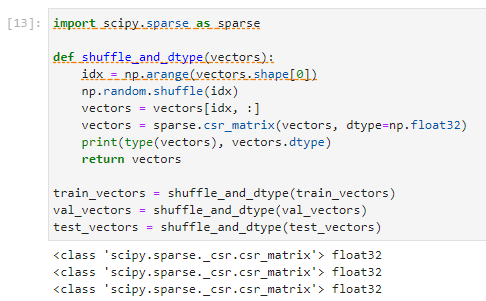 [13]: import scipy.sparse as sparse
def shuffle_and_dtype(vectors):
    idx = np.arange(vectors.shape[0])
    np.random.shuffle(idx)
    vectors = vectors[idx, :]
    vectors = sparse.csr_matrix(vectors, dtype=np.float32)
    print(type(vectors), vectors.dtype)
    return vectors
train_vectors = shuffle_and_dtype(train_vectors)
val_vectors = shuffle_and_dtype(val_vectors)
test_vectors = shuffle_and_dtype(test_vectors)
<class 'scipy.sparse._csr.csr_matrix'> float32
<class 'scipy.sparse._csr.csr_matrix'> float32
<class 'scipy.sparse._csr.csr_matrix'> float32